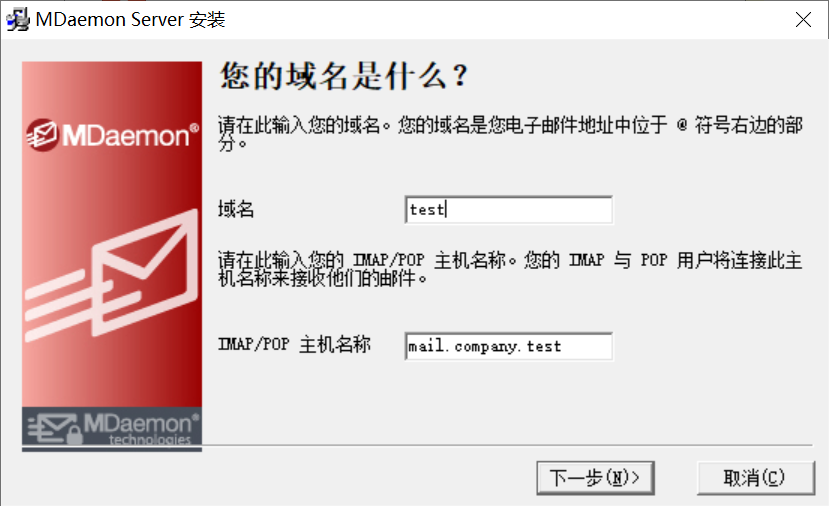 MDaemon Server 安装
您的域名是什么？
MDaemon®
请在此输入您的域名。您的域名是您电子邮件地址中位于 @ 符号右边的部
分。
域名
test
请在此输入您的 IMAP/POP 主机名称。您的 IMAP 与 POP 用户将连接此主
机名称来接收他们的邮件。
IMAP/POP 主机名称
mail.company.test
MDaemon®
technologies
下一步(N)>
取消(C)